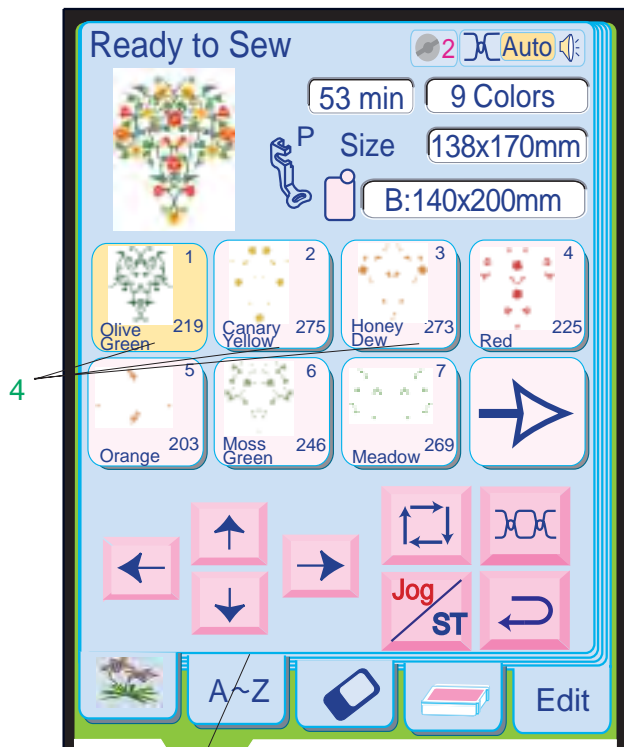 Ready to Sew
2 Auto
53 min 9 Colors
P Size 138x170mm
B:140x200mm
1 2 3 4
Olive Green 219
Canary Yellow 275
Honey Dew 273
Red 225
4
5 6 7
Orange 203
Moss Green 246
Meadow 269
Jog
ST
A~Z Edit